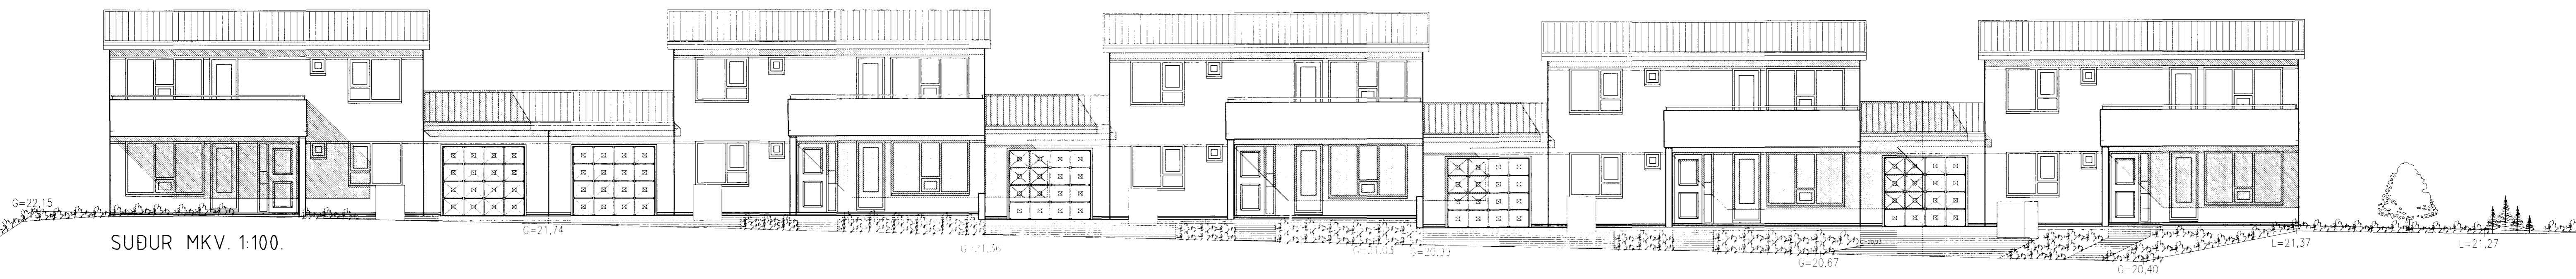 G=22,15
SUÐUR MKV. 1:100.
G=21,74
G=21,36
G=21,03
G=20,93
G=20,67
L=21,37
G=20,40
L=21,27